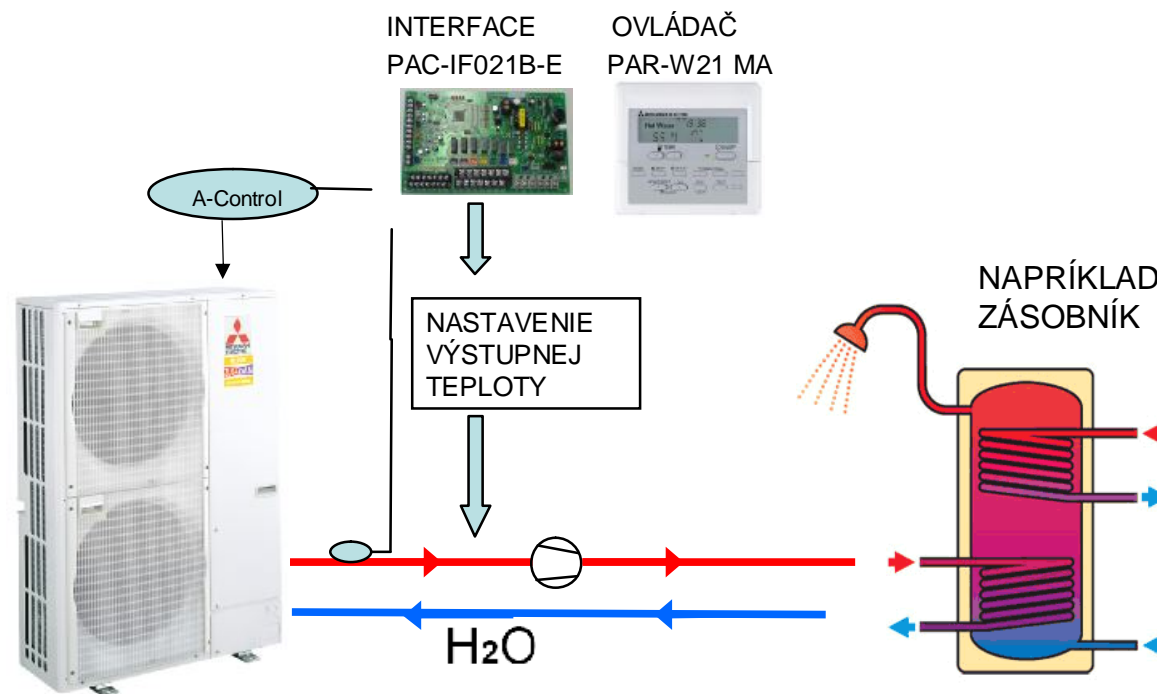 INTERFACE
PAC-IF021B-E
OVLÁDAČ
PAR-W21 MA
A-Control
NASTAVENIE
VÝSTUPNEJ
TEPLOTY
NAPRÍKLAD
ZÁSOBNÍK
H2O